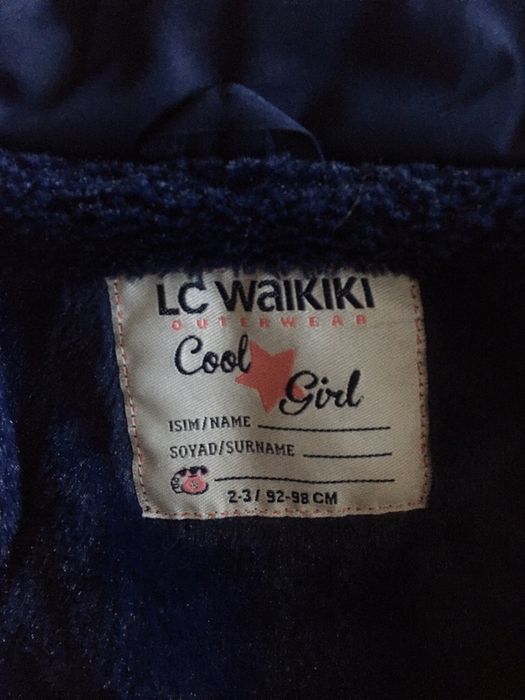 LC WAIKIKI
OUTERWEAR
Cool
Girl
ISIM/NAME
SOYAD/SURNAME
2-3 / 92-98 CM